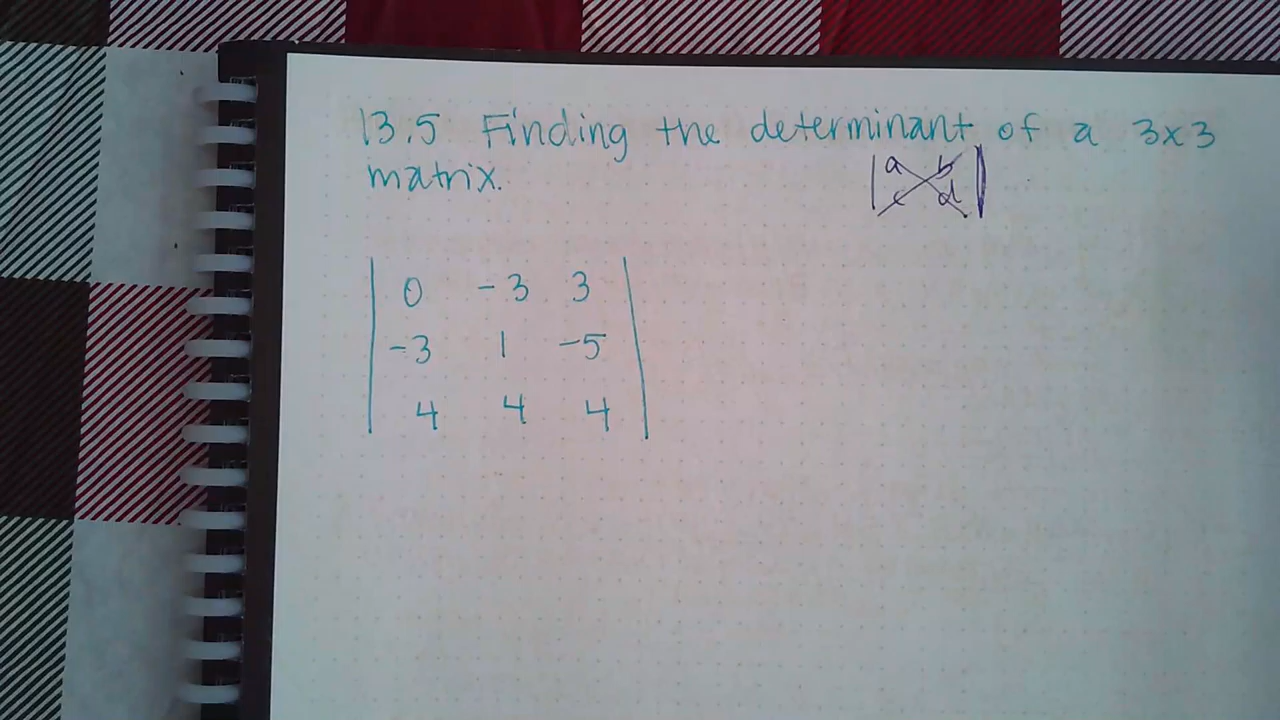 13.5 Finding the determinant of a 3x3
matrix.
|a b|
|c d|
|0 -3 3|
|-3 1 -5|
|4 4 4|